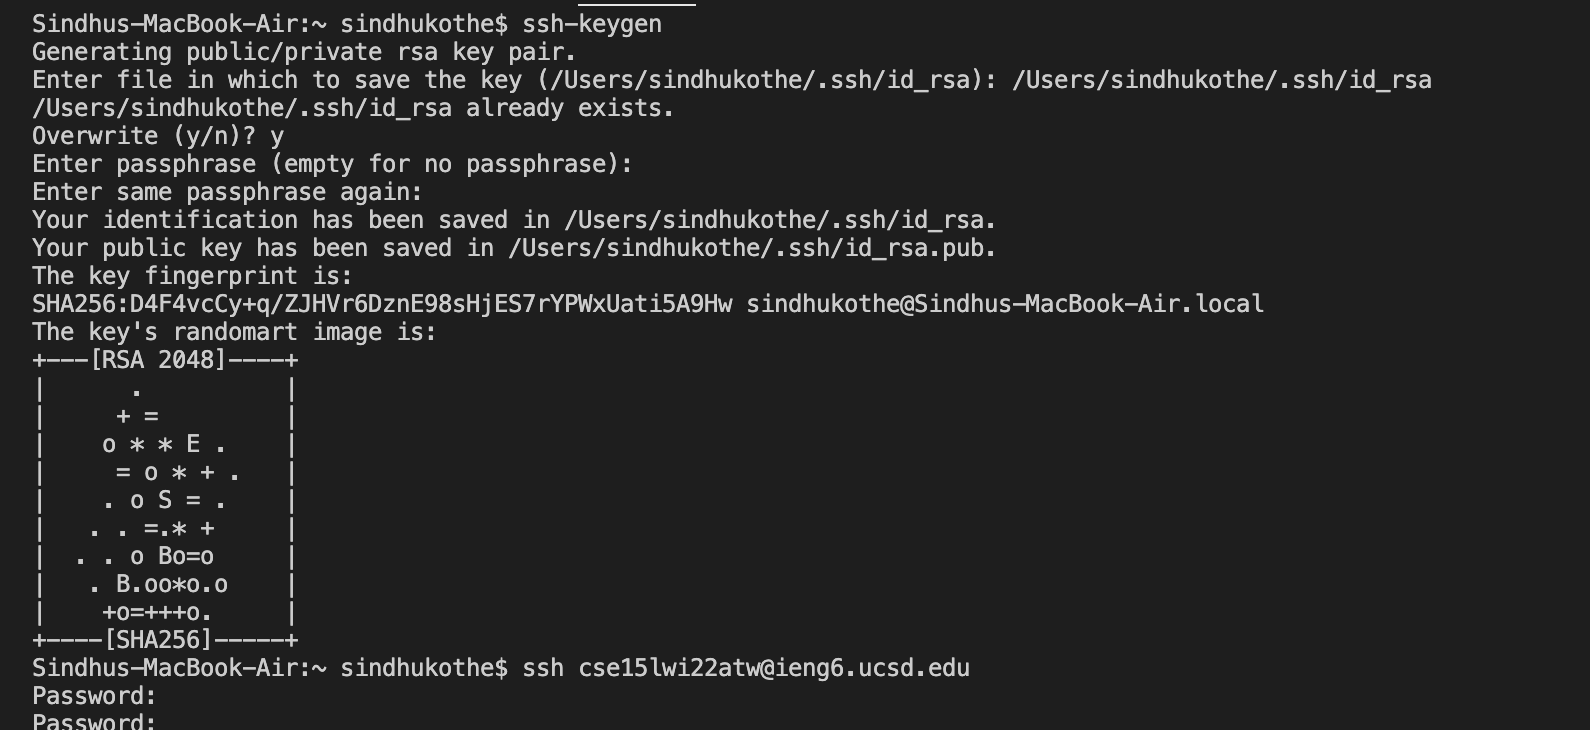 Sindhus-MacBook-Air:~ sindhukothe$ ssh-keygen
Generating public/private rsa key pair.
Enter file in which to save the key (/Users/sindhukothe/.ssh/id_rsa): /Users/sindhukothe/.ssh/id_rsa
/Users/sindhukothe/.ssh/id_rsa already exists.
Overwrite (y/n)? y
Enter passphrase (empty for no passphrase):
Enter same passphrase again:
Your identification has been saved in /Users/sindhukothe/.ssh/id_rsa.
Your public key has been saved in /Users/sindhukothe/.ssh/id_rsa.pub.
The key fingerprint is:
SHA256:D4F4vcCy+q/ZJHVr6DznE98sHjES7rYPWxUati5A9Hw sindhukothe@Sindhus-MacBook-Air.local
The key's randomart image is:
+---[RSA 2048]----+
|      .          |
|     + =         |
|    o * * E .    |
|     = o * + .   |
|    . o S = .    |
|   . . =.* +     |
|  . . o Bo=o     |
|   . B.oo*o.o    |
|    +o=+++o.     |
+----[SHA256]-----+
Sindhus-MacBook-Air:~ sindhukothe$ ssh cse15lwi22atw@ieng6.ucsd.edu
Password:
Password: